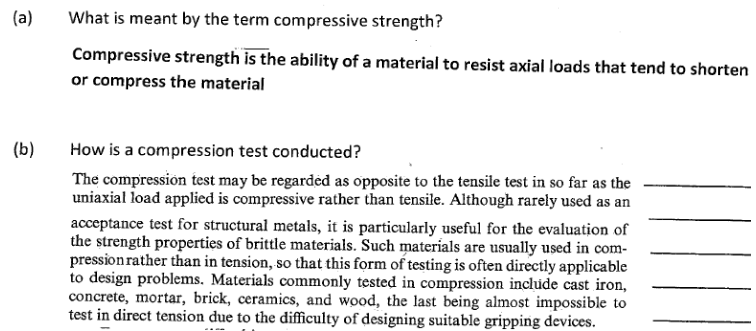 (a) What is meant by the term compressive strength?
Compressive strength is the ability of a material to resist axial loads that tend to shorten
or compress the material
(b) How is a compression test conducted?
The compression test may be regarded as opposite to the tensile test in so far as the
uniaxial load applied is compressive rather than tensile. Although rarely used as an
acceptance test for structural metals, it is particularly useful for the evaluation of
the strength properties of brittle materials. Such materials are usually used in com-
pression rather than in tension, so that this form of testing is often directly applicable
to design problems. Materials commonly tested in compression include cast iron,
concrete, mortar, brick, ceramics, and wood, the last being almost impossible to
test in direct tension due to the difficulty of designing suitable gripping devices.